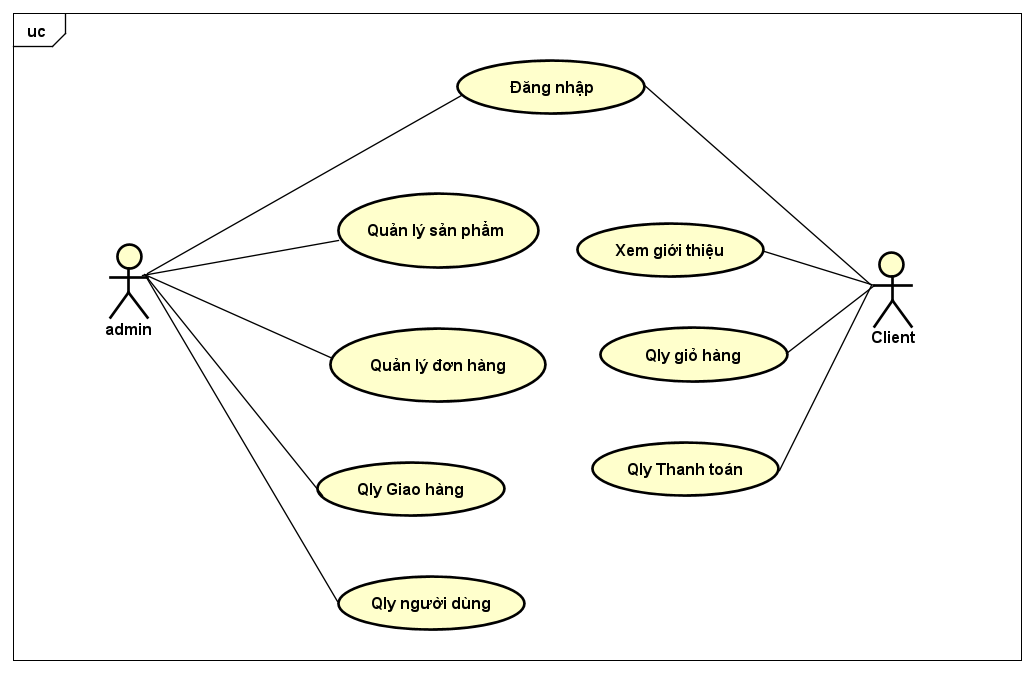 uc
Đăng nhập
Quản lý sản phẩm
Xem giới thiệu
admin
Client
Quản lý đơn hàng
Qly giỏ hàng
Qly Thanh toán
Qly Giao hàng
Qly người dùng